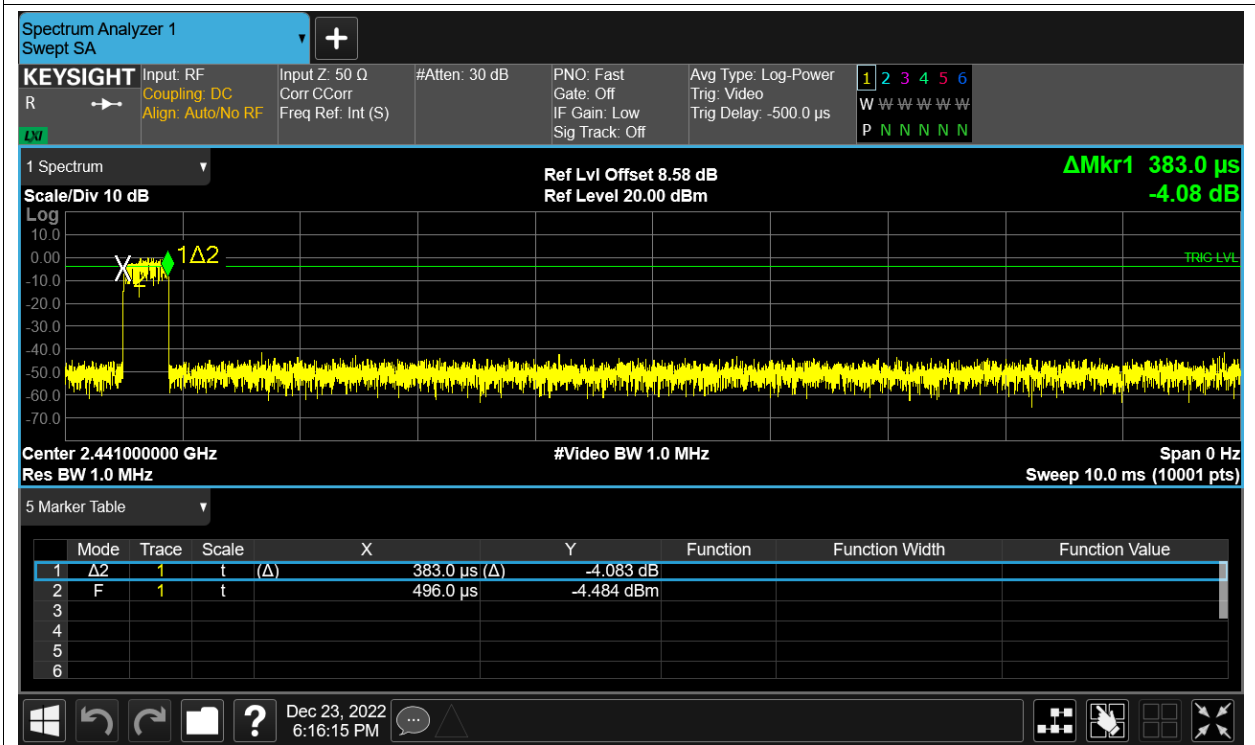 Spectrum Analyzer 1
Swept SA
KEYSIGHT Input: RF Input Z: 50 Ω #Atten: 30 dB PNO: Fast Avg Type: Log-Power 1 2 3 4 5 6
R Coupling: DC Corr CCorr Gate: Off Trig: Video W W W W W W
Align: Auto/No RF Freq Ref: Int (S) IF Gain: Low Trig Delay: -500.0 µs
LXI Sig Track: Off P N N N N N
1 Spectrum Ref Lvl Offset 8.58 dB ΔMkr1 383.0 µs
Scale/Div 10 dB Ref Level 20.00 dBm -4.08 dB
Log
10.0
0.00 X 1Δ2 TRIG LVL
-10.0 2
-20.0
-30.0
-40.0
-50.0
-60.0
-70.0
Center 2.441000000 GHz #Video BW 1.0 MHz Span 0 Hz
Res BW 1.0 MHz Sweep 10.0 ms (10001 pts)
5 Marker Table
Mode Trace Scale X Y Function Function Width Function Value
1 Δ2 1 t (Δ) 383.0 µs (Δ) -4.083 dB
2 F 1 t 496.0 µs -4.484 dBm
3
4
5
6
? Dec 23, 2022
6:16:15 PM